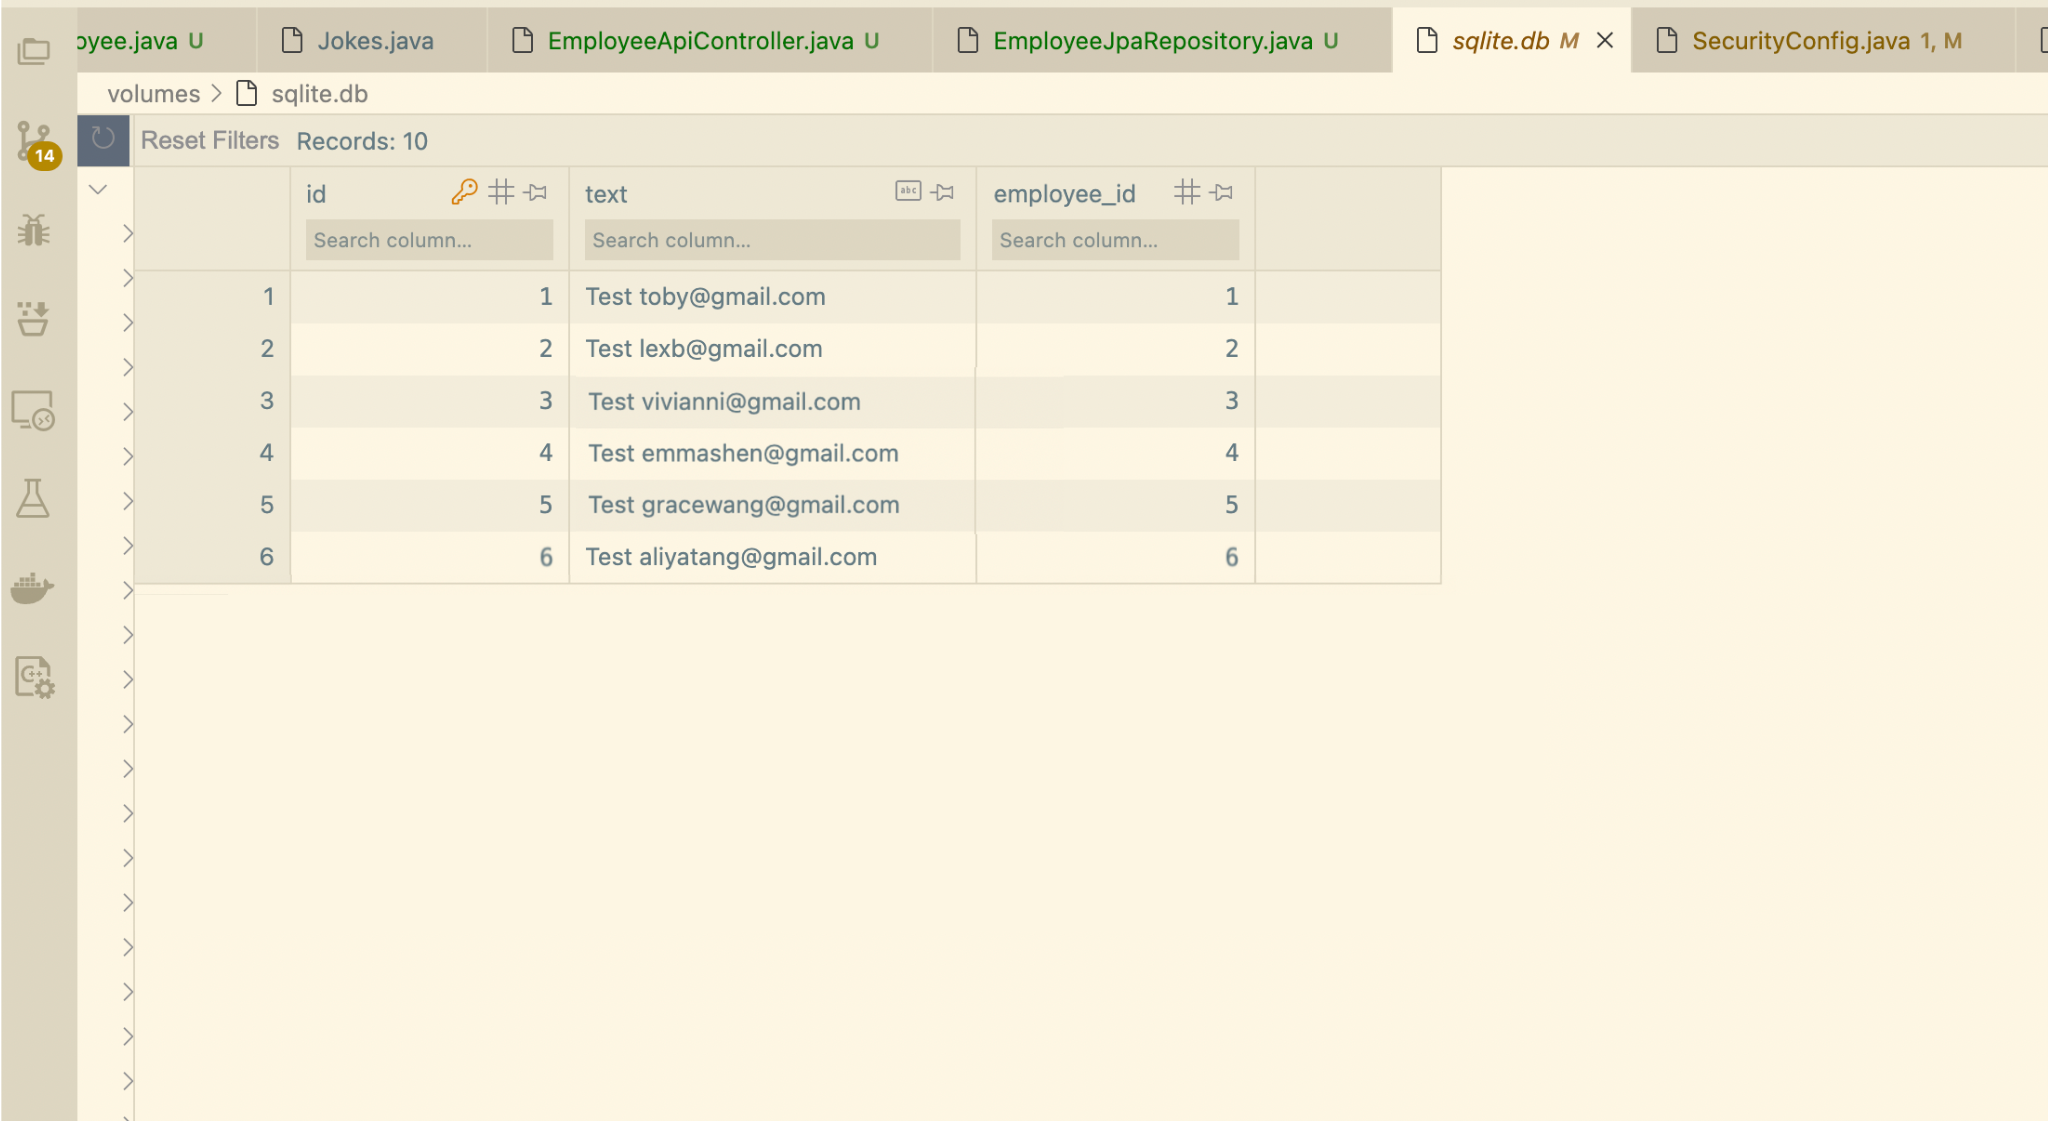 oyee.java U Jokes.java EmployeeApiController.java U EmployeeJpaRepository.java U sqlite.db M SecurityConfig.java 1, M
volumes > sqlite.db
14
Reset Filters Records: 10
id text abc employee_id
Search column... Search column... Search column...
1 1 Test toby@gmail.com 1
2 2 Test lexb@gmail.com 2
3 3 Test vivianni@gmail.com 3
4 4 Test emmashen@gmail.com 4
5 5 Test gracewang@gmail.com 5
6 6 Test aliyatang@gmail.com 6
C++